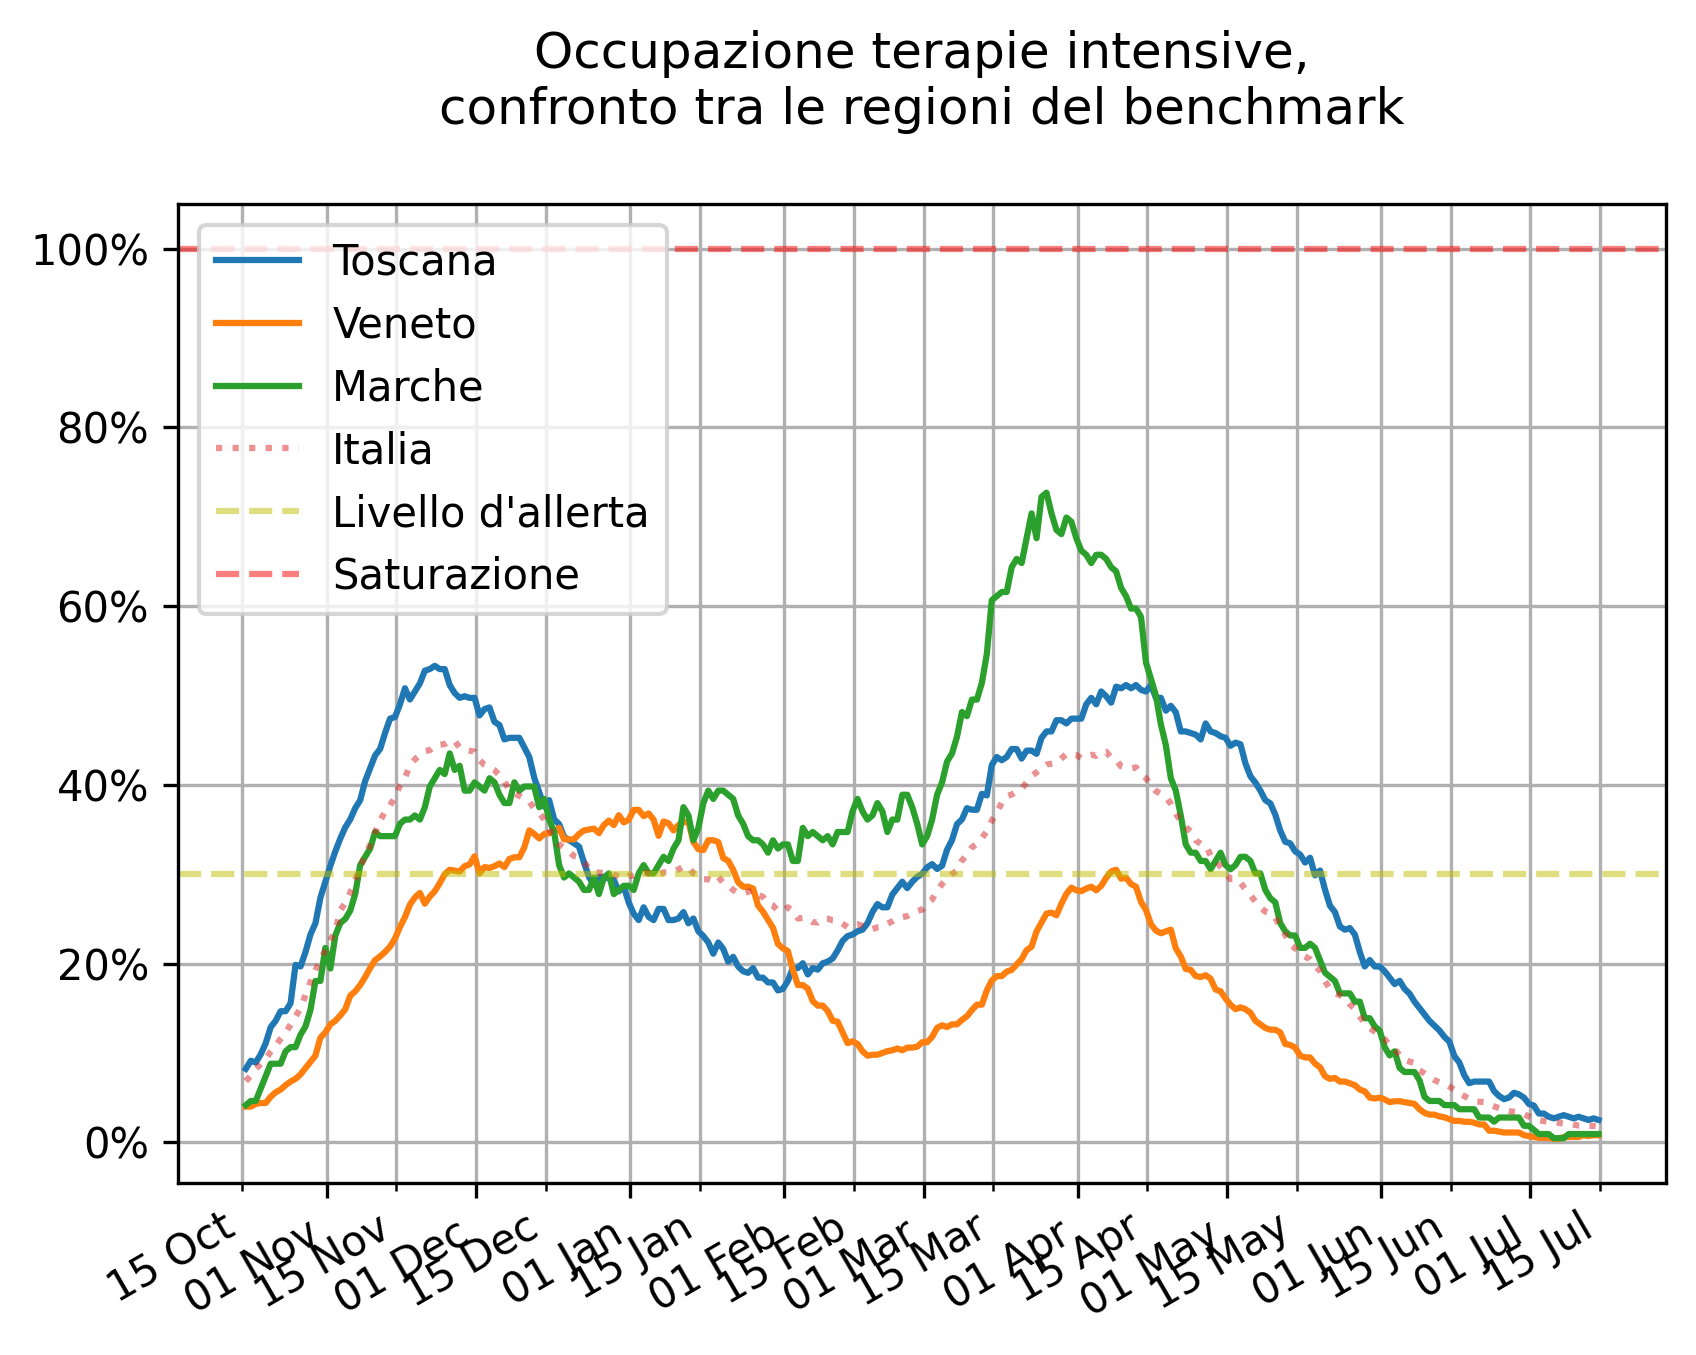 Occupazione terapie intensive,
confronto tra le regioni del benchmark
100%
80%
60%
40%
20%
0%
Toscana
Veneto
Marche
Italia
Livello d'allerta
Saturazione
15 Oct
01 Nov
15 Nov
01 Dec
15 Dec
01 Jan
15 Jan
01 Feb
15 Feb
01 Mar
15 Mar
01 Apr
15 Apr
01 May
15 May
01 Jun
15 Jun
01 Jul
15 Jul